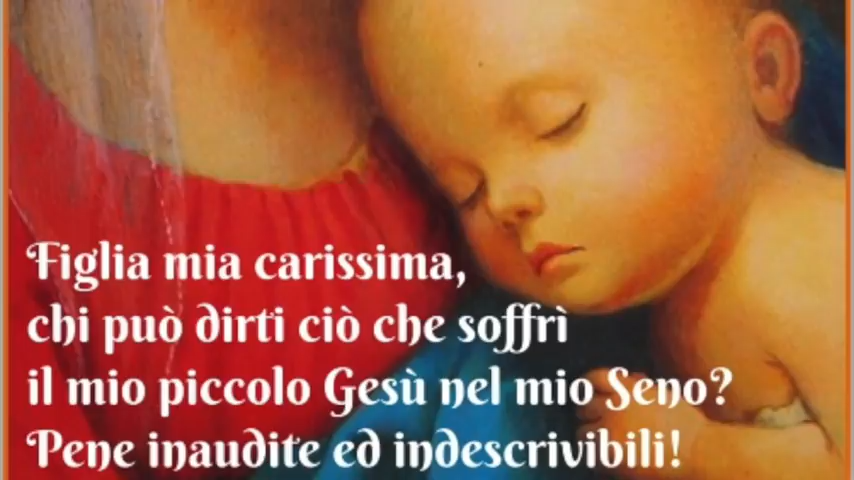 Figlia mia carissima,
chi può dirti ciò che soffrì
il mio piccolo Gesù nel mio Seno?
Pene inaudite ed indescrivibili!